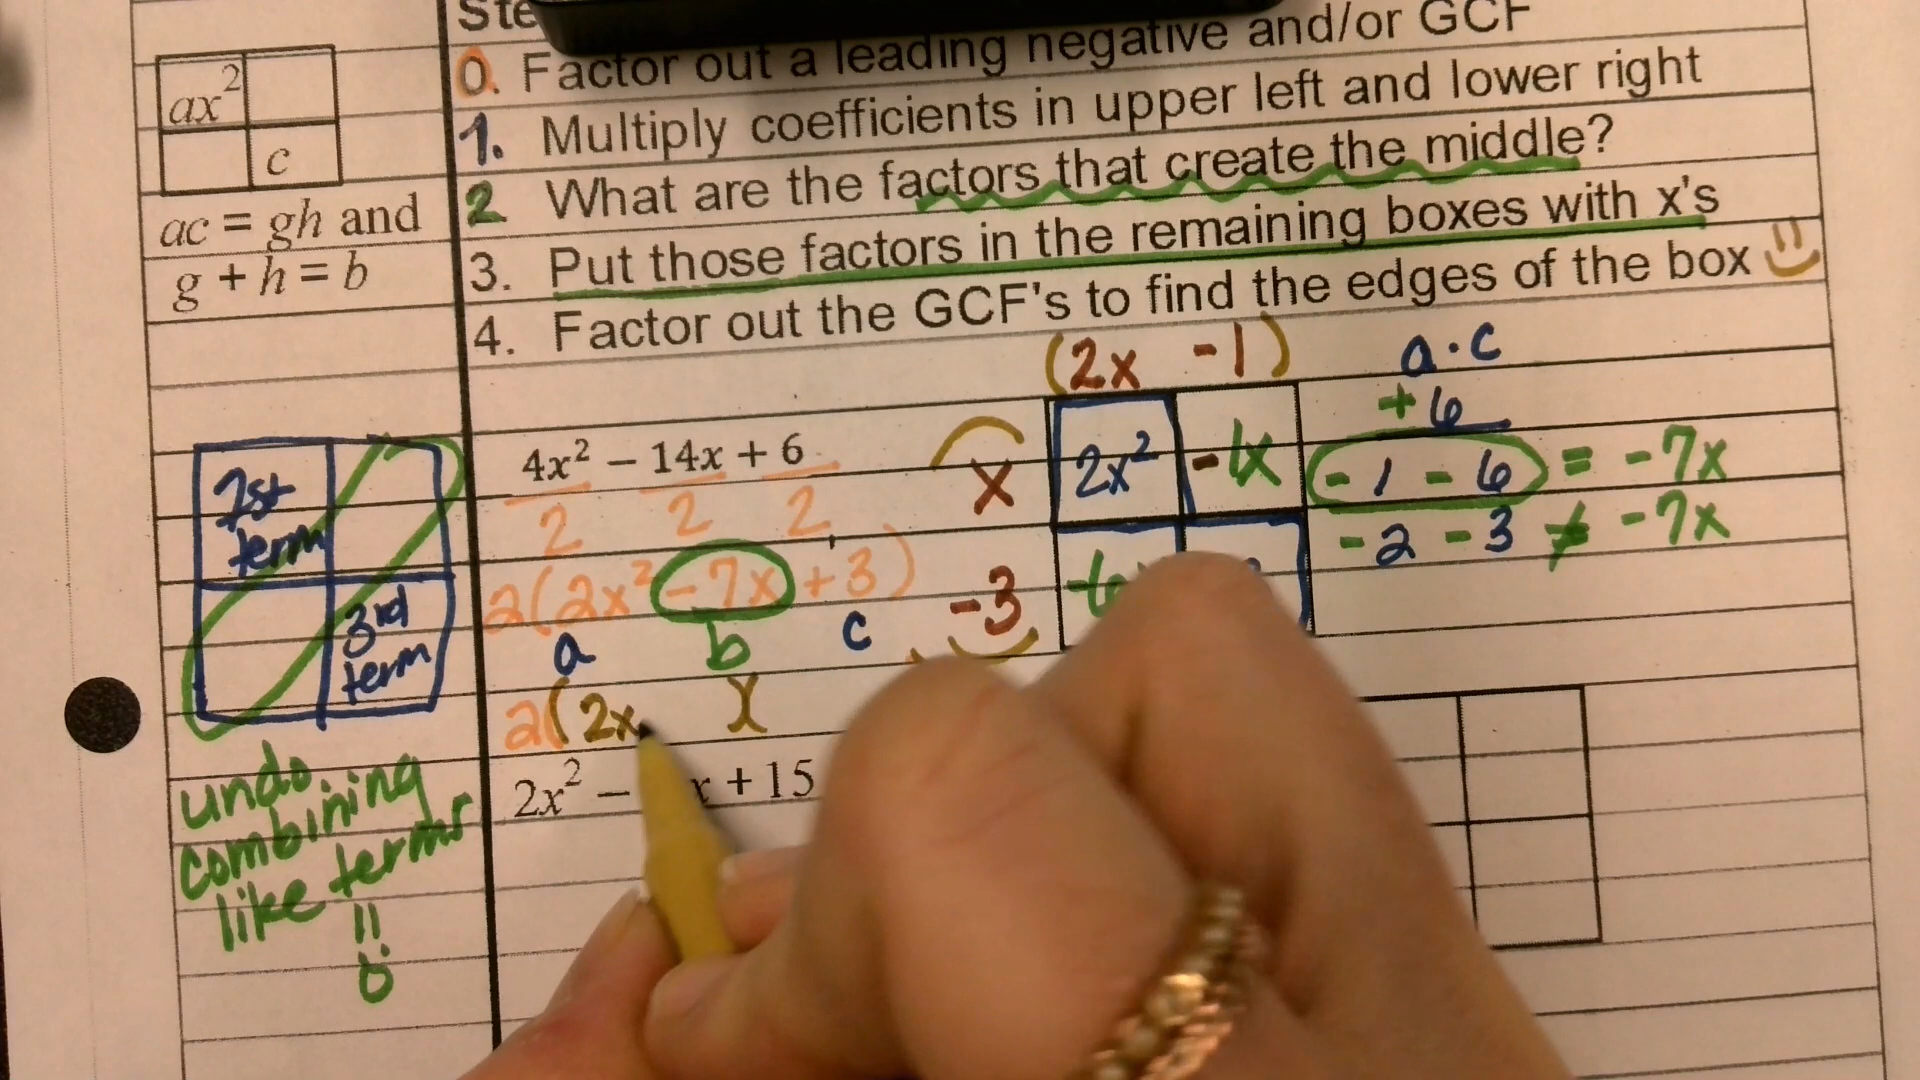 0. Factor out a leading negative and/or GCF
ax²
1. Multiply coefficients in upper left and lower right
c
2 What are the factors that create the middle?
ac = gh and
3. Put those factors in the remaining boxes with x's
g + h = b
4. Factor out the GCF's to find the edges of the box
(2x -1)
a·c
+6
4x² − 14x + 6
2 2 2
x
2x² -1x
-1 -6 = -7x
-2 -3 ≠ -7x
1st
term
3rd
term
2(2x² -7x +3)
-3
a b c
2(2x x
2x² − x + 15
undo
combining
like terms